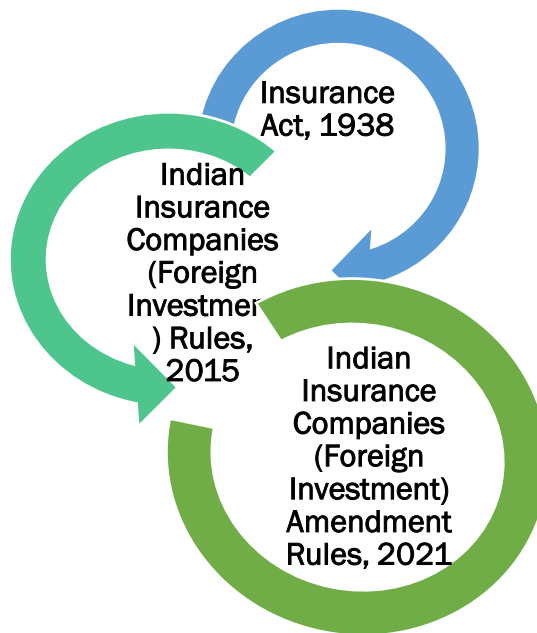 Insurance
Act, 1938
Indian
Insurance
Companies
(Foreign
Investmen
) Rules,
2015
Indian
Insurance
Companies
(Foreign
Investment)
Amendment
Rules, 2021